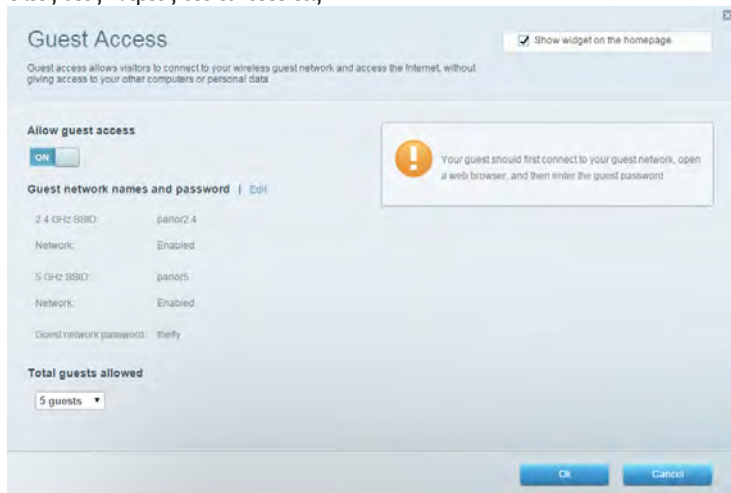 Guest Access
Show widget on the homepage
Guest access allows visitors to connect to your wireless guest network and access the Internet, without
giving access to your other computers or personal data
Allow guest access
ON
Your guest should first connect to your guest network, open
a web browser, and then enter the guest password
Guest network names and password | Edit
2.4 GHz SSID: parlor2.4
Network: Enabled
5 GHz SSID: parlor5
Network: Enabled
Guest network password:
Total guests allowed
5 guests
Ok Cancel